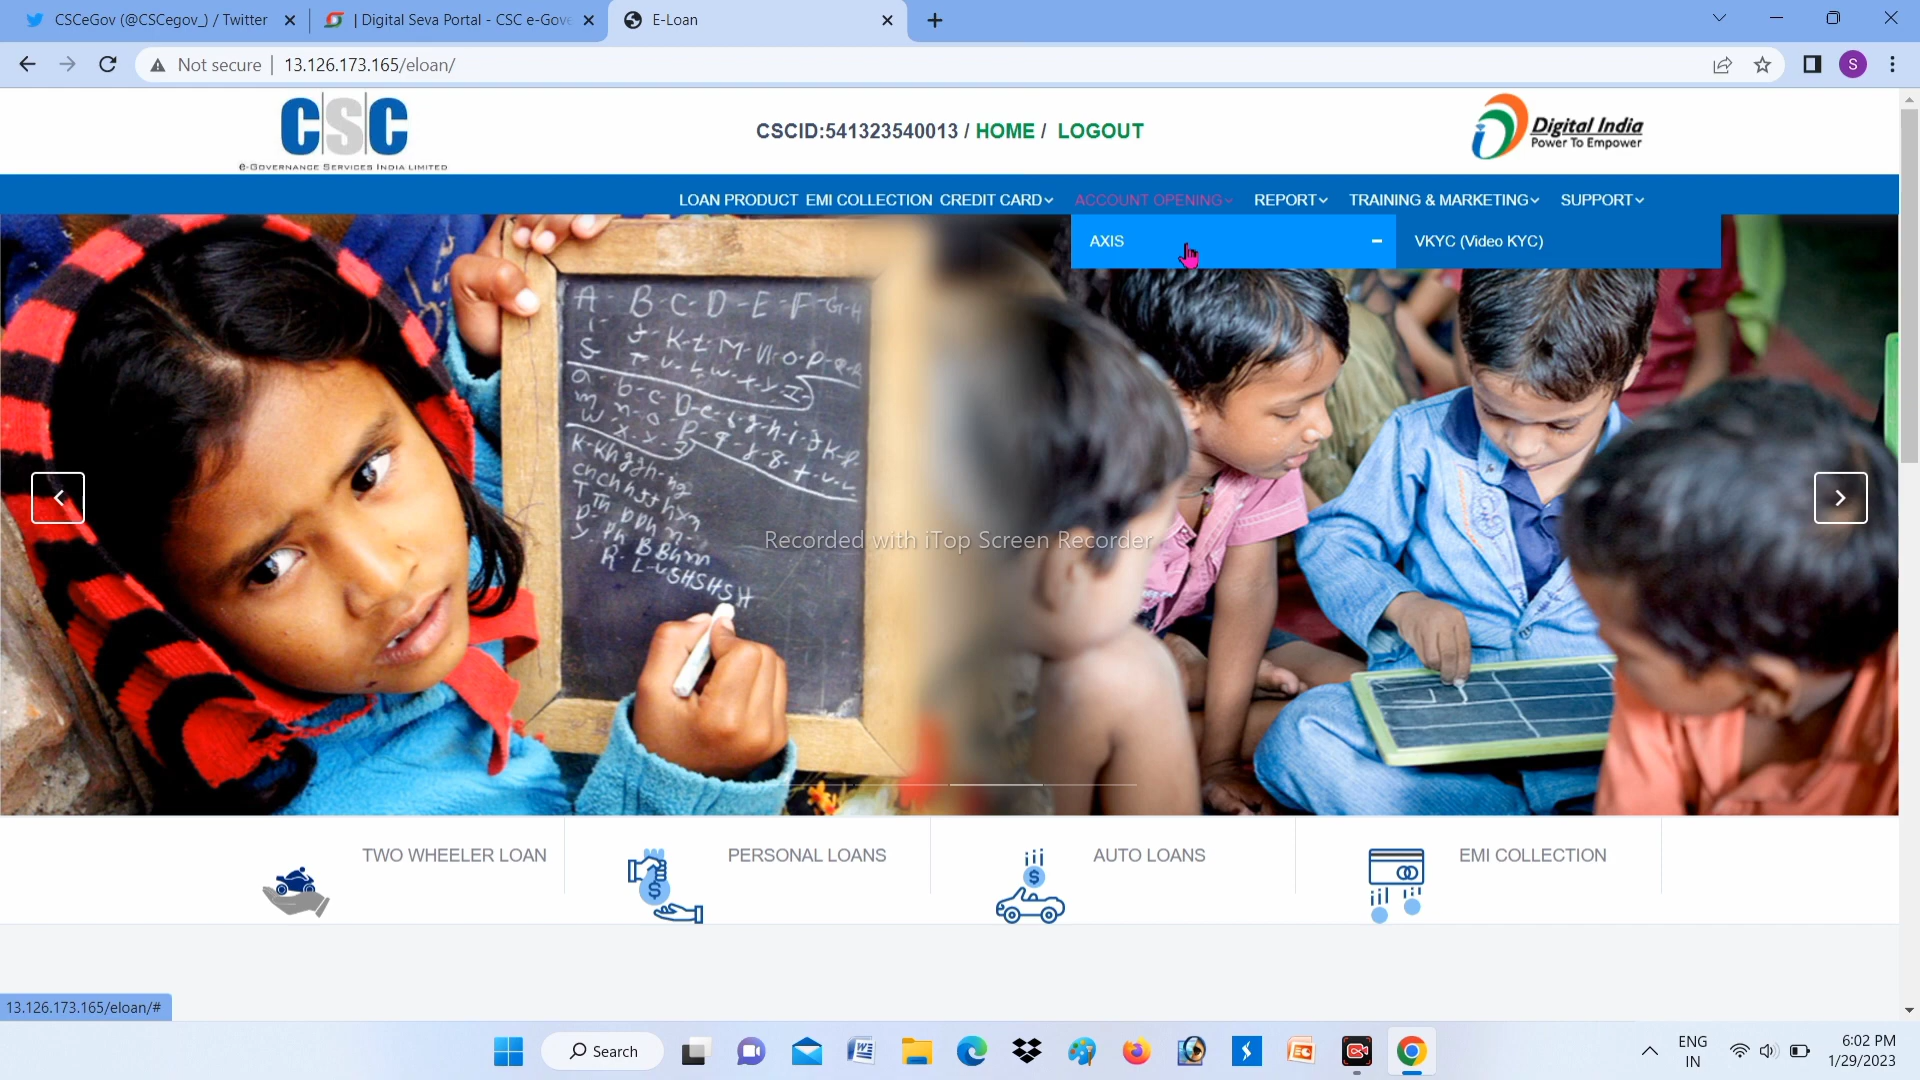 CSCeGov (@CSCegov_) / Twitter
| Digital Seva Portal - CSC e-Gove
E-Loan
Not secure | 13.126.173.165/eloan/
S
CSC
e-Governance Services India Limited
CSCID:541323540013 / HOME / LOGOUT
Digital India
Power To Empower
LOAN PRODUCT EMI COLLECTION CREDIT CARD ACCOUNT OPENING REPORT TRAINING & MARKETING SUPPORT
AXIS
VKYC (Video KYC)
A - B - C - D - E - F - G - H
Recorded with iTop Screen Recorder
TWO WHEELER LOAN
PERSONAL LOANS
AUTO LOANS
EMI COLLECTION
13.126.173.165/eloan/#
Search
ENG
IN
6:02 PM
1/29/2023